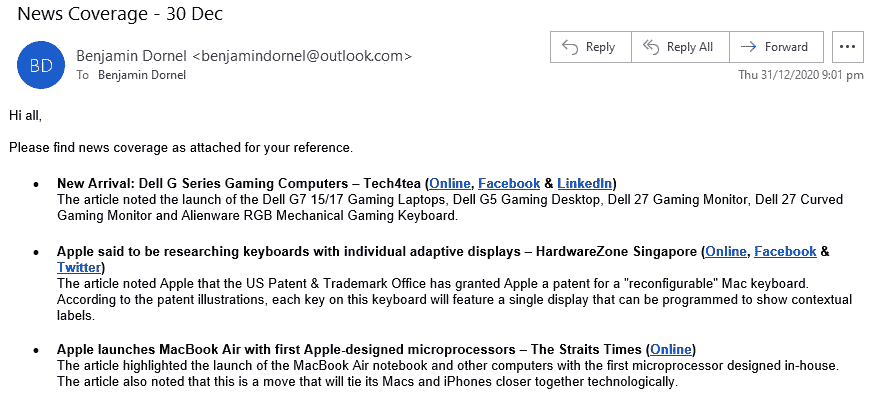 News Coverage - 30 Dec
BD
Benjamin Dornel <benjamindornel@outlook.com>
To Benjamin Dornel
Reply
Reply All
Forward
...
Thu 31/12/2020 9:01 pm
Hi all,
Please find news coverage as attached for your reference.
• New Arrival: Dell G Series Gaming Computers – Tech4tea (Online, Facebook & LinkedIn)
The article noted the launch of the Dell G7 15/17 Gaming Laptops, Dell G5 Gaming Desktop, Dell 27 Gaming Monitor, Dell 27 Curved
Gaming Monitor and Alienware RGB Mechanical Gaming Keyboard.
• Apple said to be researching keyboards with individual adaptive displays – HardwareZone Singapore (Online, Facebook &
Twitter)
The article noted Apple that the US Patent & Trademark Office has granted Apple a patent for a "reconfigurable" Mac keyboard.
According to the patent illustrations, each key on this keyboard will feature a single display that can be programmed to show contextual
labels.
• Apple launches MacBook Air with first Apple-designed microprocessors – The Straits Times (Online)
The article highlighted the launch of the MacBook Air notebook and other computers with the first microprocessor designed in-house.
The article also noted that this is a move that will tie its Macs and iPhones closer together technologically.